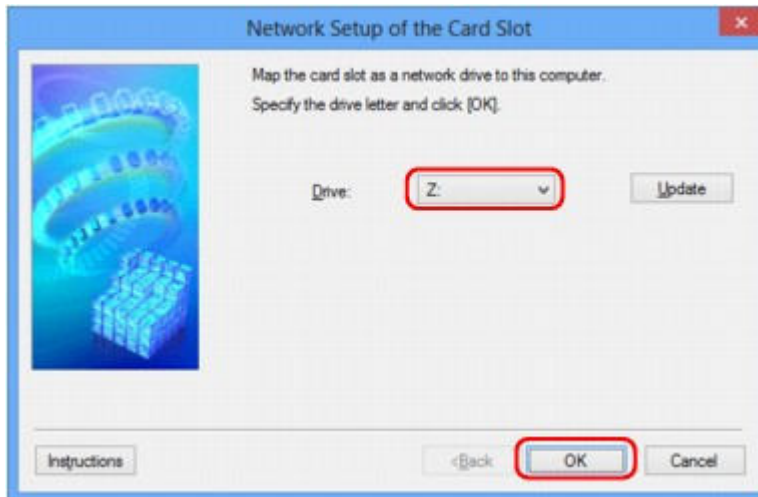 Network Setup of the Card Slot
Map the card slot as a network drive to this computer.
Specify the drive letter and click [OK].
Drive: Z: Update
Instructions <Back OK Cancel